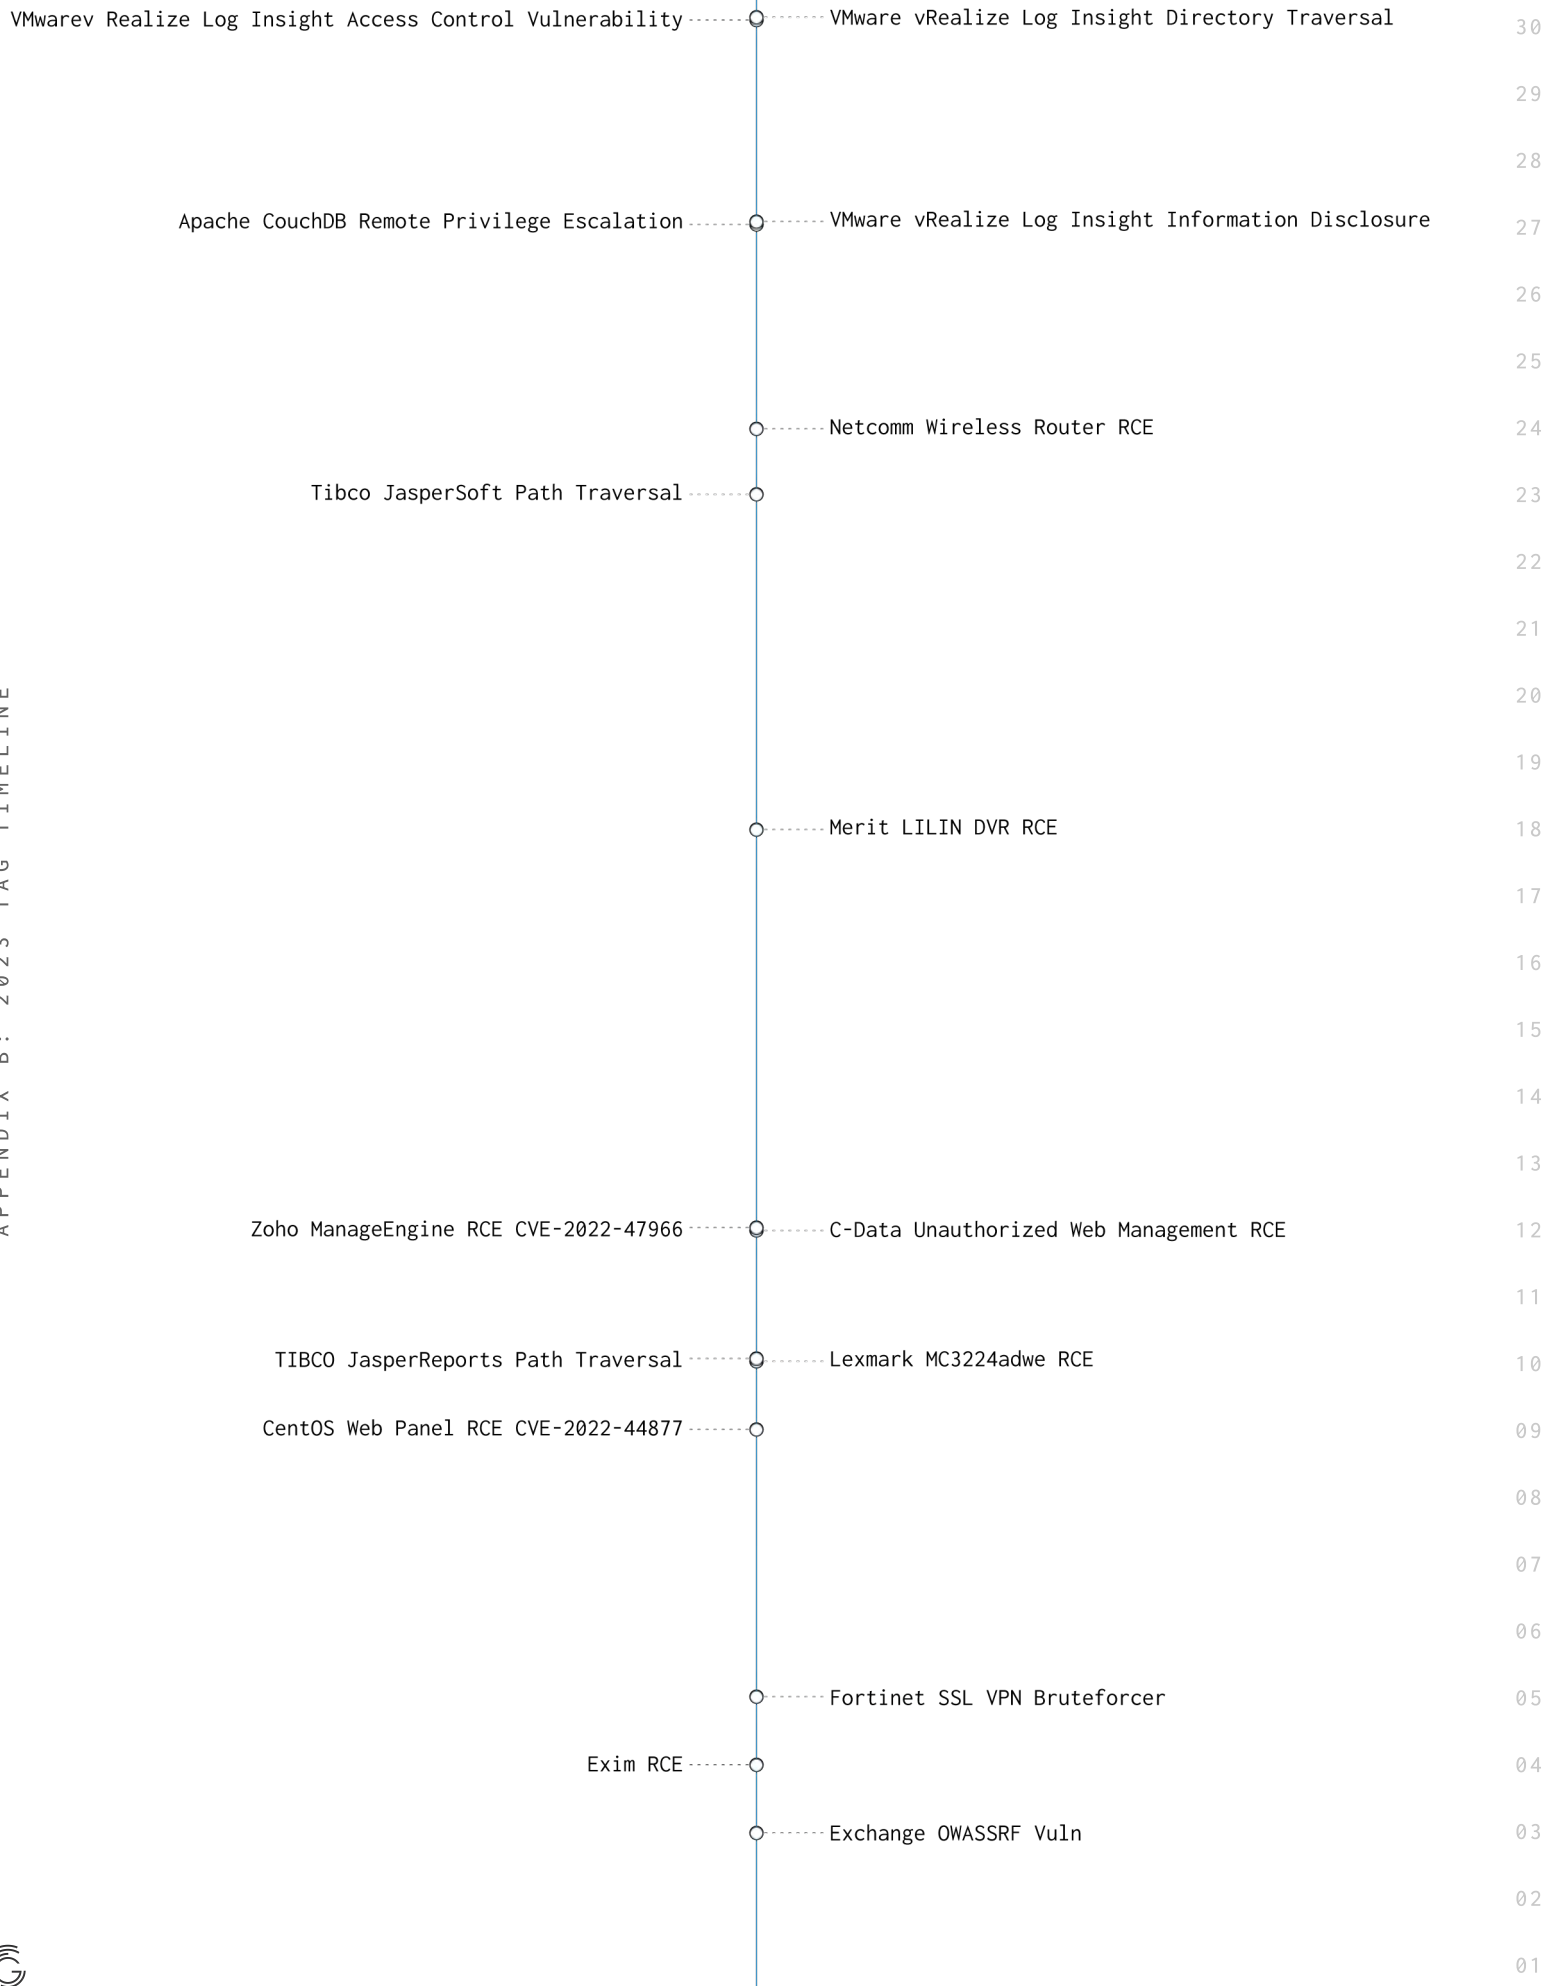 VMwarev Realize Log Insight Access Control Vulnerability
VMware vRealize Log Insight Directory Traversal
30
29
28
Apache CouchDB Remote Privilege Escalation
VMware vRealize Log Insight Information Disclosure
27
26
25
Netcomm Wireless Router RCE
24
Tibco JasperSoft Path Traversal
23
22
21
20
19
Merit LILIN DVR RCE
18
17
16
15
14
13
Zoho ManageEngine RCE CVE-2022-47966
C-Data Unauthorized Web Management RCE
12
11
TIBCO JasperReports Path Traversal
Lexmark MC3224adwe RCE
10
CentOS Web Panel RCE CVE-2022-44877
09
08
07
06
Fortinet SSL VPN Bruteforcer
05
Exim RCE
04
Exchange OWASSRF Vuln
03
02
01
APPENDIX B: 2023 TAG TIMELINE